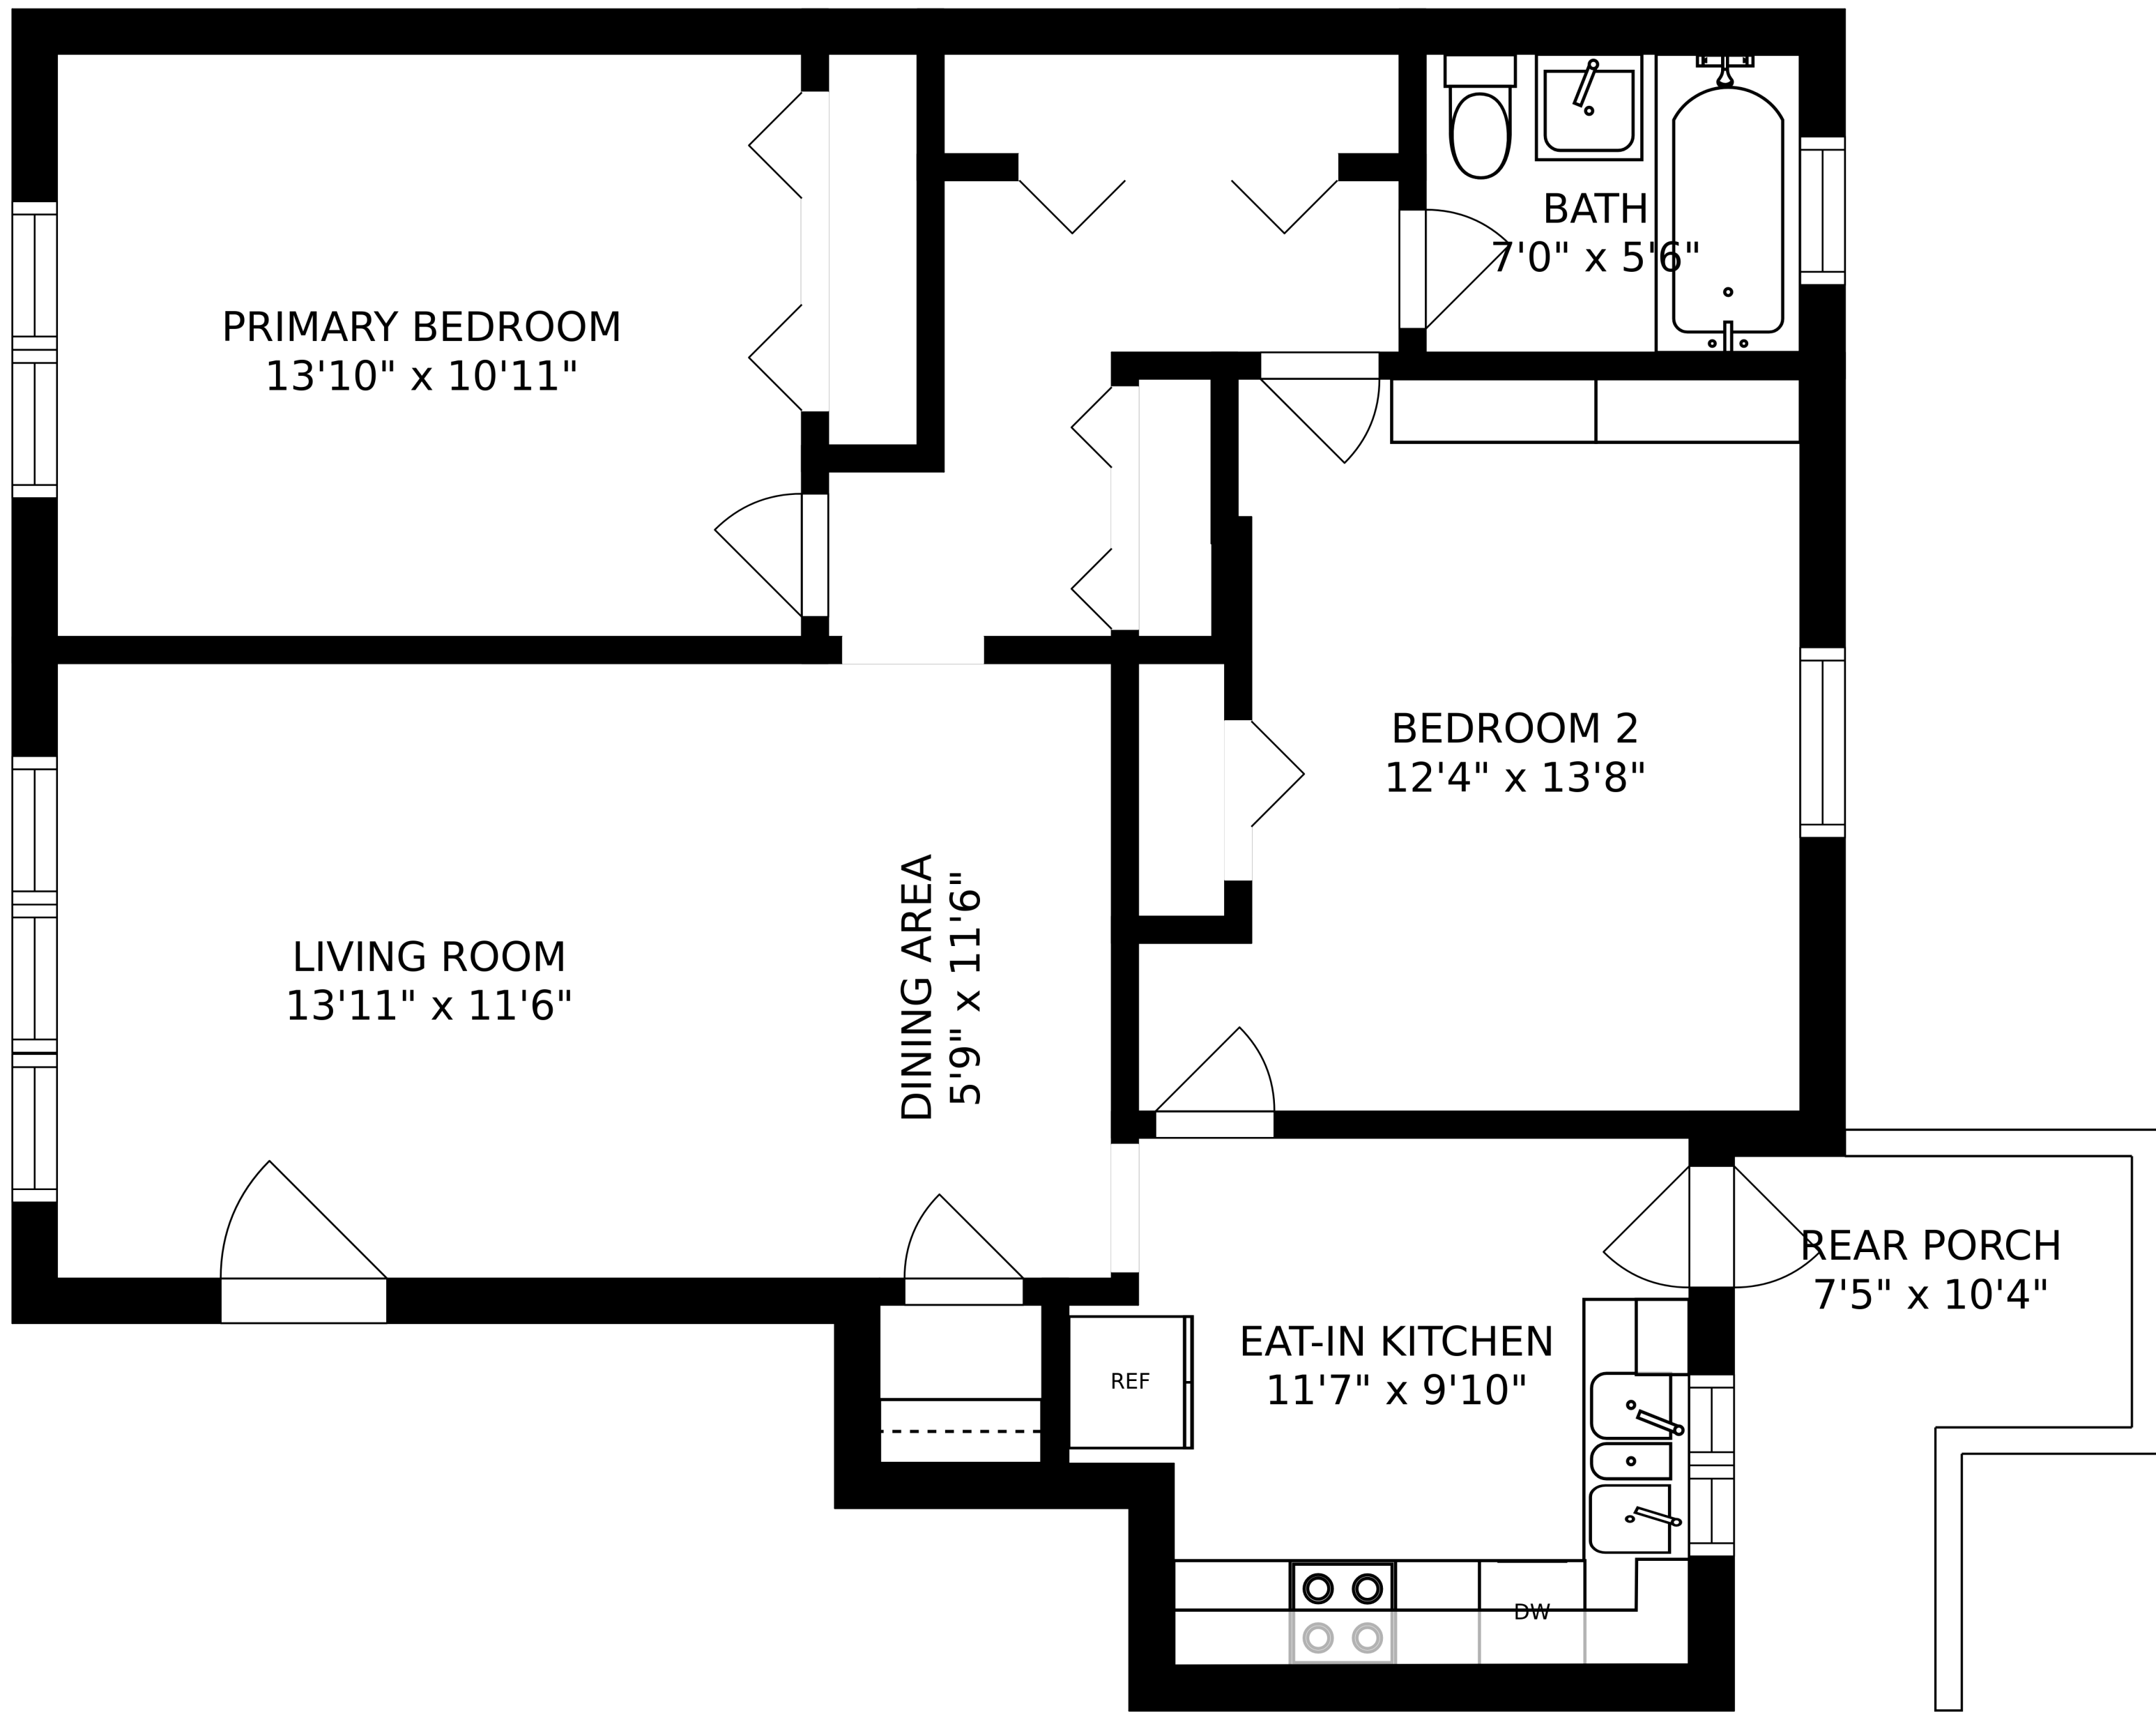 BATH
7'0" x 5'6"
PRIMARY BEDROOM
13'10" x 10'11"
BEDROOM 2
12'4" x 13'8"
LIVING ROOM
13'11" x 11'6"
DINING AREA
5'9" x 11'6"
REAR PORCH
7'5" x 10'4"
EAT-IN KITCHEN
11'7" x 9'10"
REF
DW